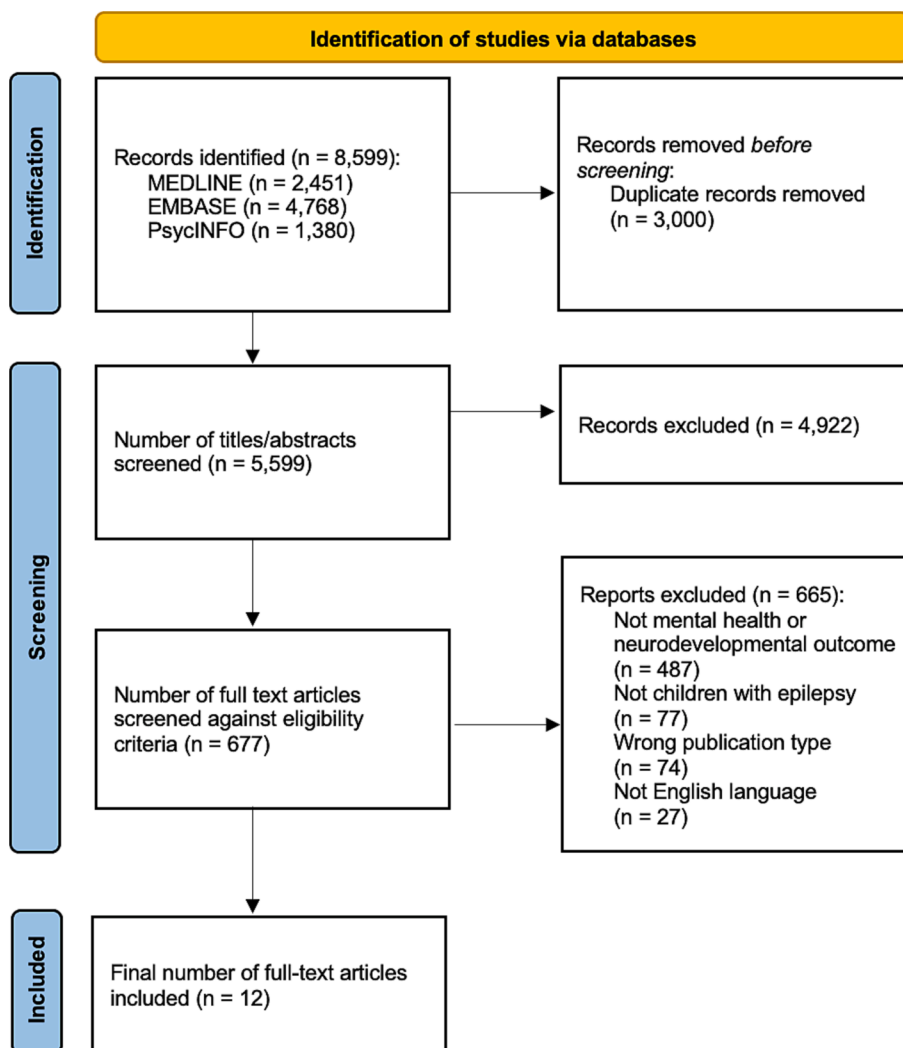 Identification of studies via databases
Identification
Records identified (n = 8,599):
MEDLINE (n = 2,451)
EMBASE (n = 4,768)
PsycINFO (n = 1,380)
Records removed before
screening:
Duplicate records removed
(n = 3,000)
Screening
Number of titles/abstracts
screened (n = 5,599)
Records excluded (n = 4,922)
Number of full text articles
screened against eligibility
criteria (n = 677)
Reports excluded (n = 665):
Not mental health or
neurodevelopmental outcome
(n = 487)
Not children with epilepsy
(n = 77)
Wrong publication type
(n = 74)
Not English language
(n = 27)
Included
Final number of full-text articles
included (n = 12)